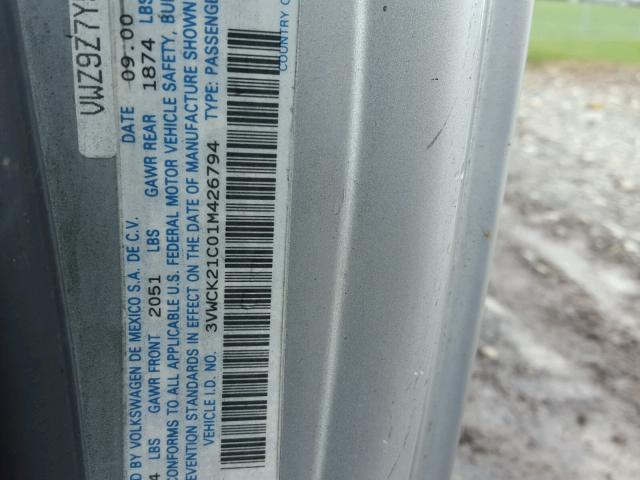 VWZ9Z7Y
D BY VOLKSWAGEN DE MEXICO S.A. DE C.V. DATE 09:00
4 LBS GAWR FRONT 2051 LBS GAWR REAR 1874 LBS
CONFORMS TO ALL APPLICABLE U.S. FEDERAL MOTOR VEHICLE SAFETY, BU
EVENTION STANDARDS IN EFFECT ON THE DATE OF MANUFACTURE SHOWN
VEHICLE I.D. NO. 3VWCK21C01M426794 TYPE: PASSENGE
COUNTRY O